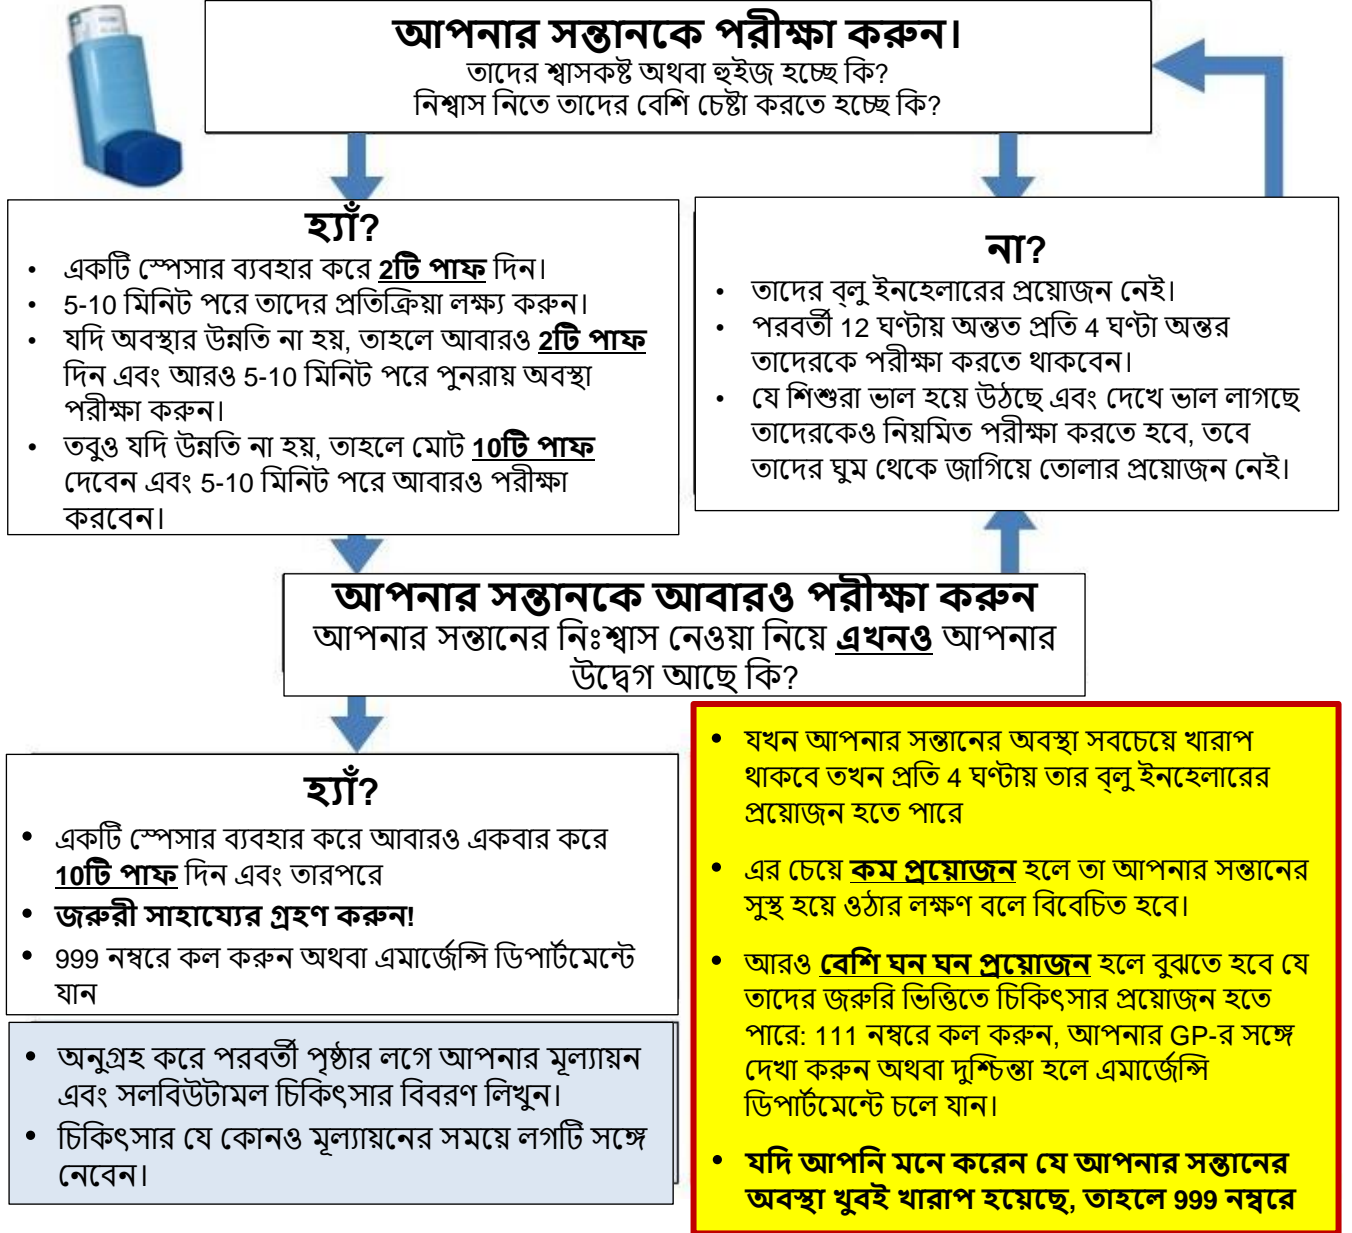 আপনার সন্তানকে পরীক্ষা করুন।
তাদের শ্বাসকষ্ট অথবা হুইজ হচ্ছে কি?
নিশ্বাস নিতে তাদের বেশি চেষ্টা করতে হচ্ছে কি?
হ্যাঁ?
• একটি স্পেসার ব্যবহার করে 2টি পাফ দিন।
• 5-10 মিনিট পরে তাদের প্রতিক্রিয়া লক্ষ্য করুন।
• যদি অবস্থার উন্নতি না হয়, তাহলে আবারও 2টি পাফ
দিন এবং আরও 5-10 মিনিট পরে পুনরায় অবস্থা
পরীক্ষা করুন।
• তবুও যদি উন্নতি না হয়, তাহলে মোট 10টি পাফ
দেবেন এবং 5-10 মিনিট পরে আবারও পরীক্ষা
করবেন।
না?
• তাদের ব্লু ইনহেলারের প্রয়োজন নেই।
• পরবর্তী 12 ঘণ্টায় অন্তত প্রতি 4 ঘণ্টা অন্তর
তাদেরকে পরীক্ষা করতে থাকবেন।
• যে শিশুরা ভাল হয়ে উঠছে এবং দেখে ভাল লাগছে
তাদেরকেও নিয়মিত পরীক্ষা করতে হবে, তবে
তাদের ঘুম থেকে জাগিয়ে তোলার প্রয়োজন নেই।
আপনার সন্তানকে আবারও পরীক্ষা করুন
আপনার সন্তানের নিঃশ্বাস নেওয়া নিয়ে এখনও আপনার
উদ্বেগ আছে কি?
হ্যাঁ?
• একটি স্পেসার ব্যবহার করে আবারও একবার করে
10টি পাফ দিন এবং তারপরে
• জরুরী সাহায্যের গ্রহণ করুন!
• 999 নম্বরে কল করুন অথবা এমার্জেন্সি ডিপার্টমেন্টে
যান
• অনুগ্রহ করে পরবর্তী পৃষ্ঠার লগে আপনার মূল্যায়ন
এবং সলবিউটামল চিকিৎসার বিবরণ লিখুন।
• চিকিৎসার যে কোনও মূল্যায়নের সময়ে লগটি সঙ্গে
নেবেন।
• যখন আপনার সন্তানের অবস্থা সবচেয়ে খারাপ
থাকবে তখন প্রতি 4 ঘণ্টায় তার ব্লু ইনহেলারের
প্রয়োজন হতে পারে
• এর চেয়ে কম প্রয়োজন হলে তা আপনার সন্তানের
সুস্থ হয়ে ওঠার লক্ষণ বলে বিবেচিত হবে।
• আরও বেশি ঘন ঘন প্রয়োজন হলে বুঝতে হবে যে
তাদের জরুরি ভিত্তিতে চিকিৎসার প্রয়োজন হতে
পারে: 111 নম্বরে কল করুন, আপনার GP-র সঙ্গে
দেখা করুন অথবা দুশ্চিন্তা হলে এমার্জেন্সি
ডিপার্টমেন্টে চলে যান।
• যদি আপনি মনে করেন যে আপনার সন্তানের
অবস্থা খুবই খারাপ হয়েছে, তাহলে 999 নম্বরে